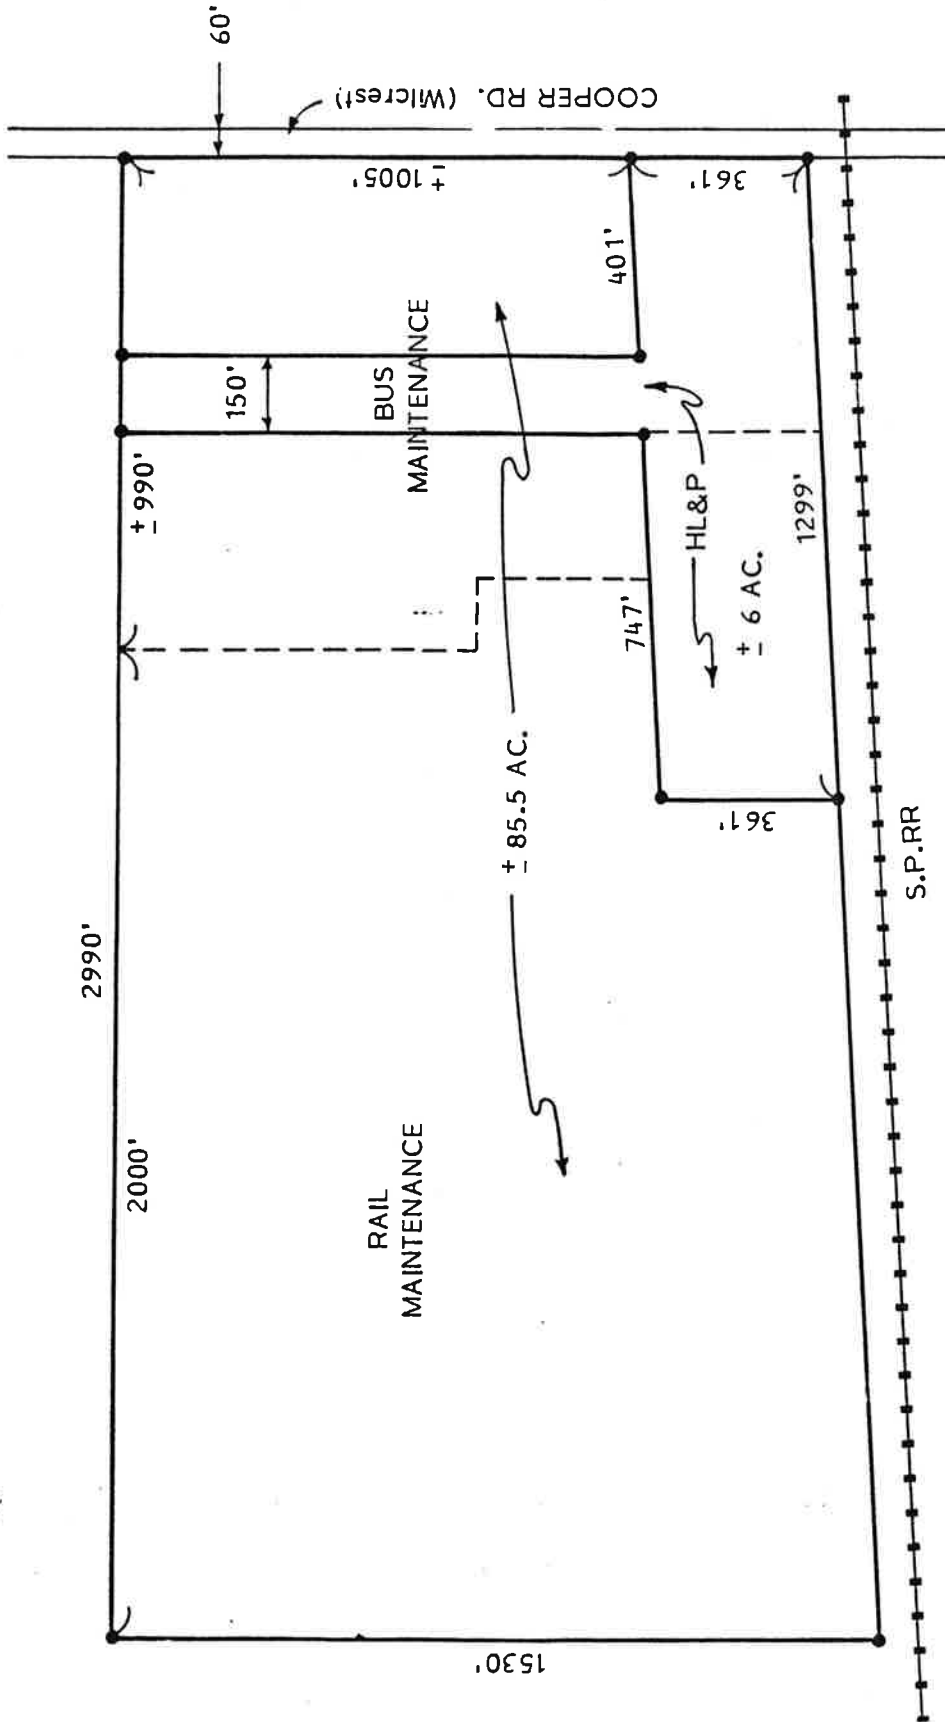 60'
COOPER RD. (Wilcrest)
± 1005'
361'
401'
150'
BUS
MAINTENANCE
± 990'
HL&P
± 6 AC.
1299'
747'
361'
± 85.5 AC.
2990'
2000'
RAIL
MAINTENANCE
1530'
S.P.RR